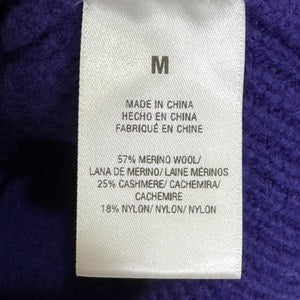 M
MADE IN CHINA
HECHO EN CHINA
FABRIQUÉ EN CHINE
57% MERINO WOOL/
LANA DE MERINO/ LAINE MÉRINOS
25% CASHMERE/ CACHEMIRA/
CACHEMIRE
18% NYLON/ NYLON/ NYLON